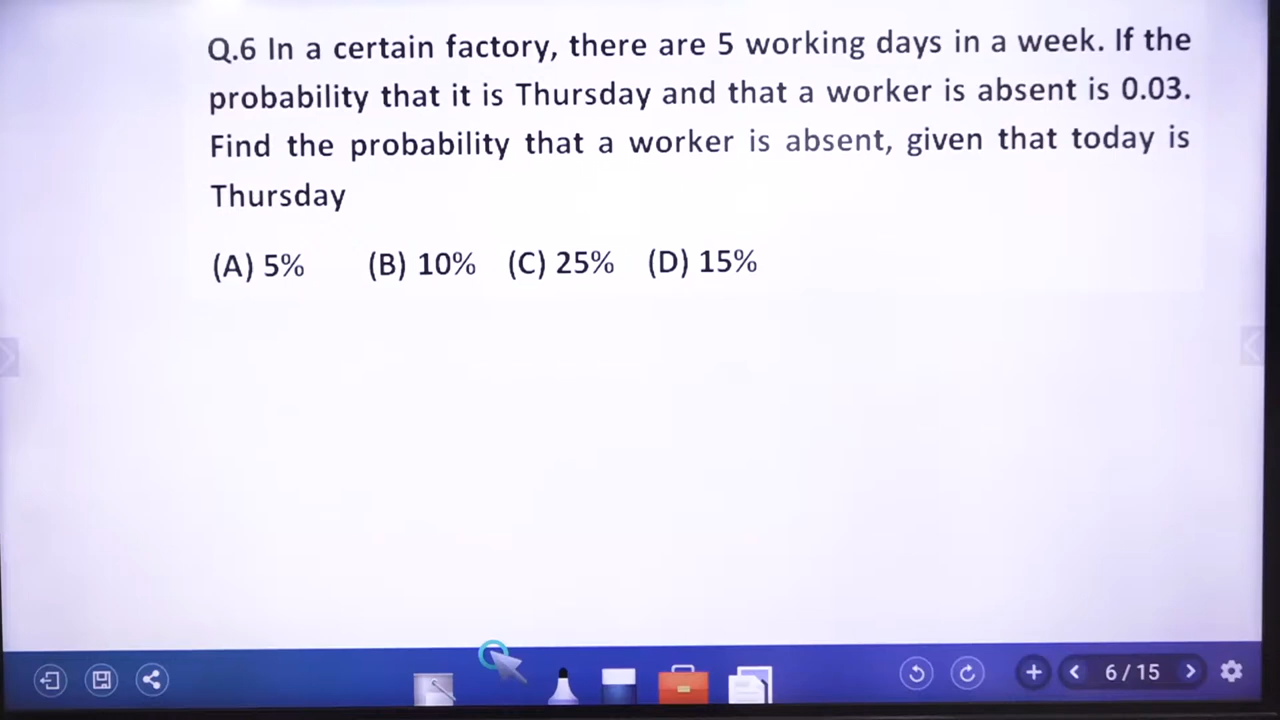 Q.6 In a certain factory, there are 5 working days in a week. If the
probability that it is Thursday and that a worker is absent is 0.03.
Find the probability that a worker is absent, given that today is
Thursday
(A) 5% (B) 10% (C) 25% (D) 15%
6 / 15